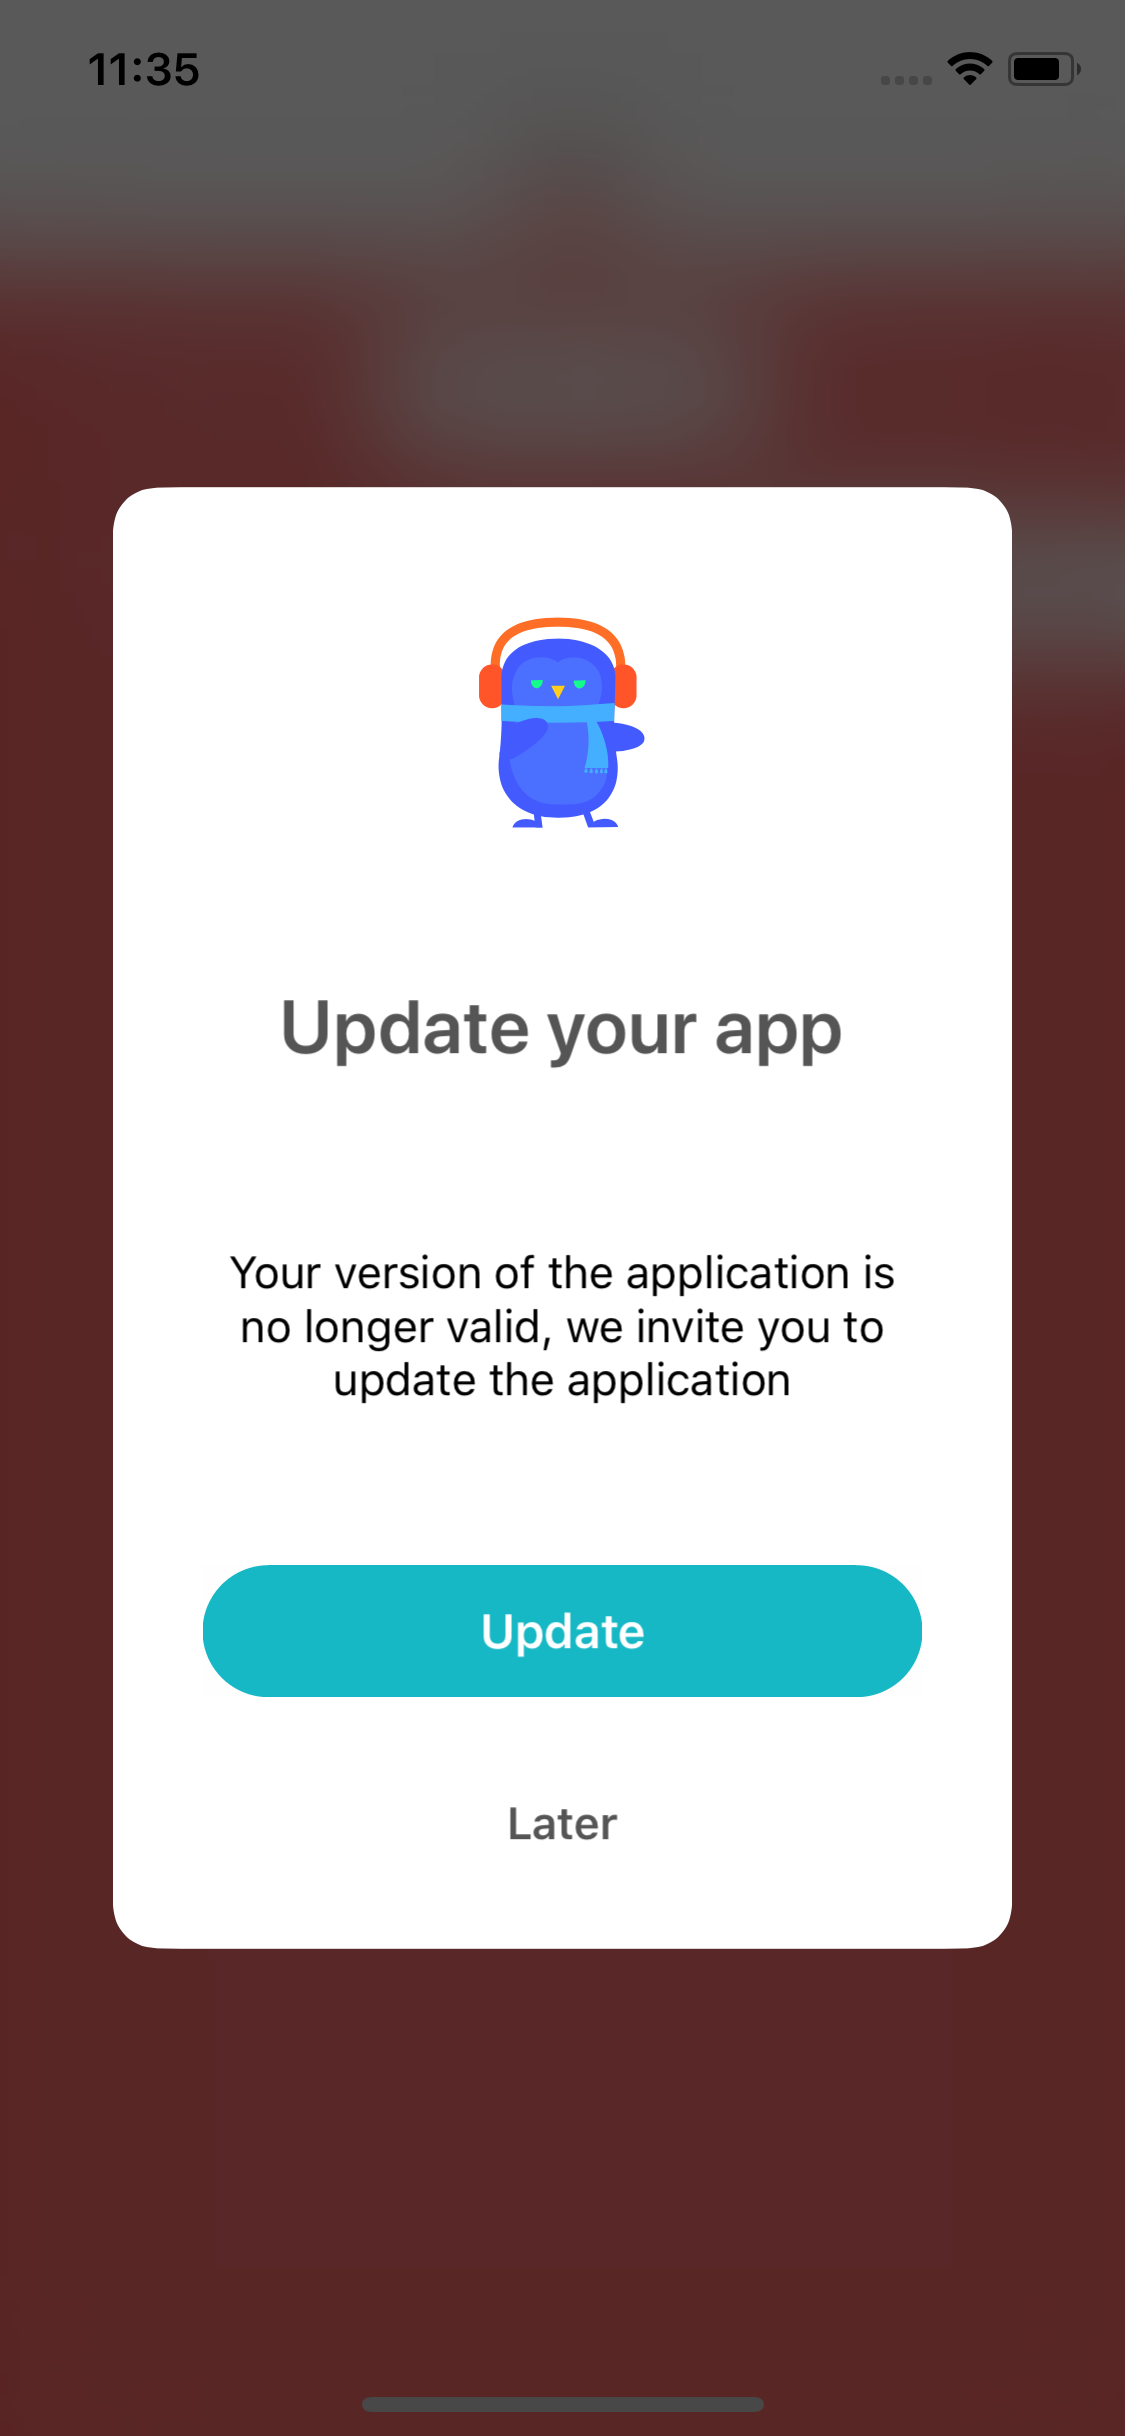 11:35
Update your app
Your version of the application is
no longer valid, we invite you to
update the application
Update
Later